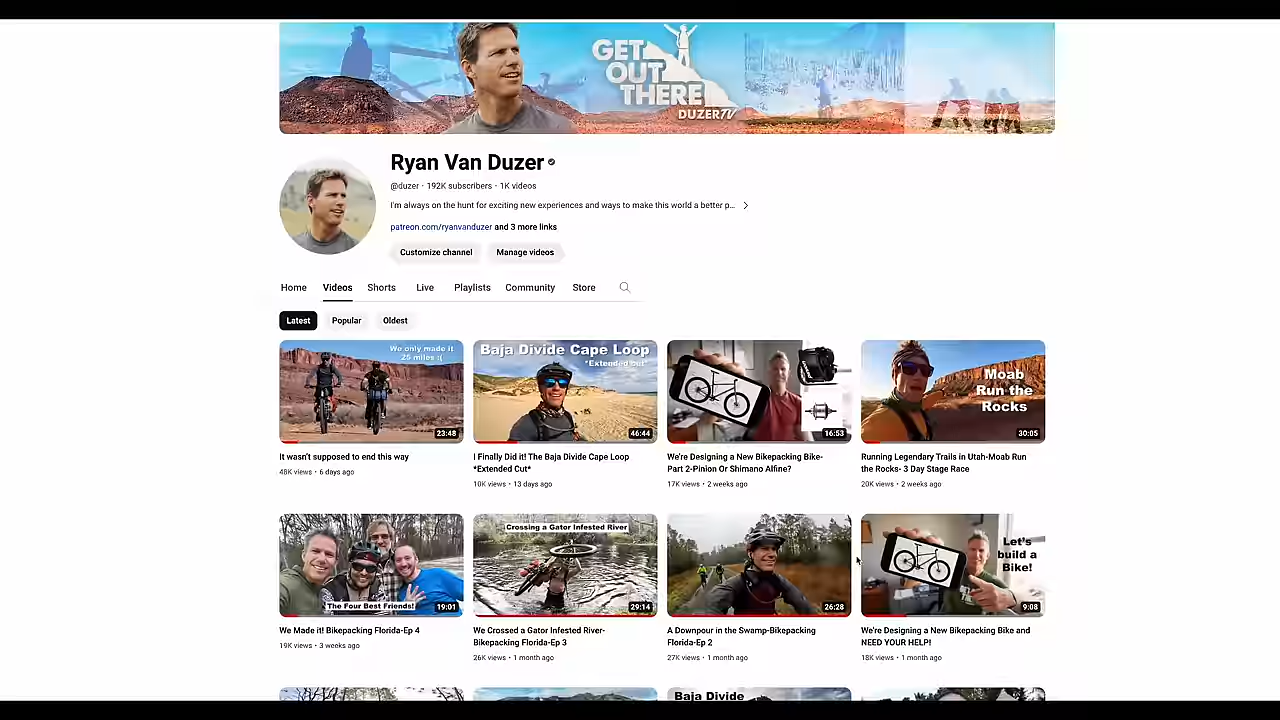 GET
OUT
THERE
DUZERTV
Ryan Van Duzer
@duzer · 192K subscribers · 1K videos
I'm always on the hunt for exciting new experiences and ways to make this world a better p...
patreon.com/ryanvanduzer and 3 more links
Customize channel Manage videos
Home Videos Shorts Live Playlists Community Store
Latest Popular Oldest
We only made it
25 miles :(
23:48
It wasn't supposed to end this way
48K views · 6 days ago
Baja Divide Cape Loop
*Extended cut*
46:44
I Finally Did it! The Baja Divide Cape Loop
*Extended Cut*
10K views · 13 days ago
16:53
We're Designing a New Bikepacking Bike-
Part 2-Pinion Or Shimano Alfine?
17K views · 2 weeks ago
Moab
Run the
Rocks
30:05
Running Legendary Trails in Utah-Moab Run
the Rocks- 3 Day Stage Race
20K views · 2 weeks ago
The Four Best Friends!
19:01
We Made it! Bikepacking Florida-Ep 4
19K views · 3 weeks ago
Crossing a Gator Infested River
29:14
We Crossed a Gator Infested River-
Bikepacking Florida-Ep 3
26K views · 1 month ago
26:28
A Downpour in the Swamp-Bikepacking
Florida-Ep 2
27K views · 1 month ago
Let's
build a
Bike!
9:08
We're Designing a New Bikepacking Bike and
NEED YOUR HELP!
18K views · 1 month ago
Baja Divide